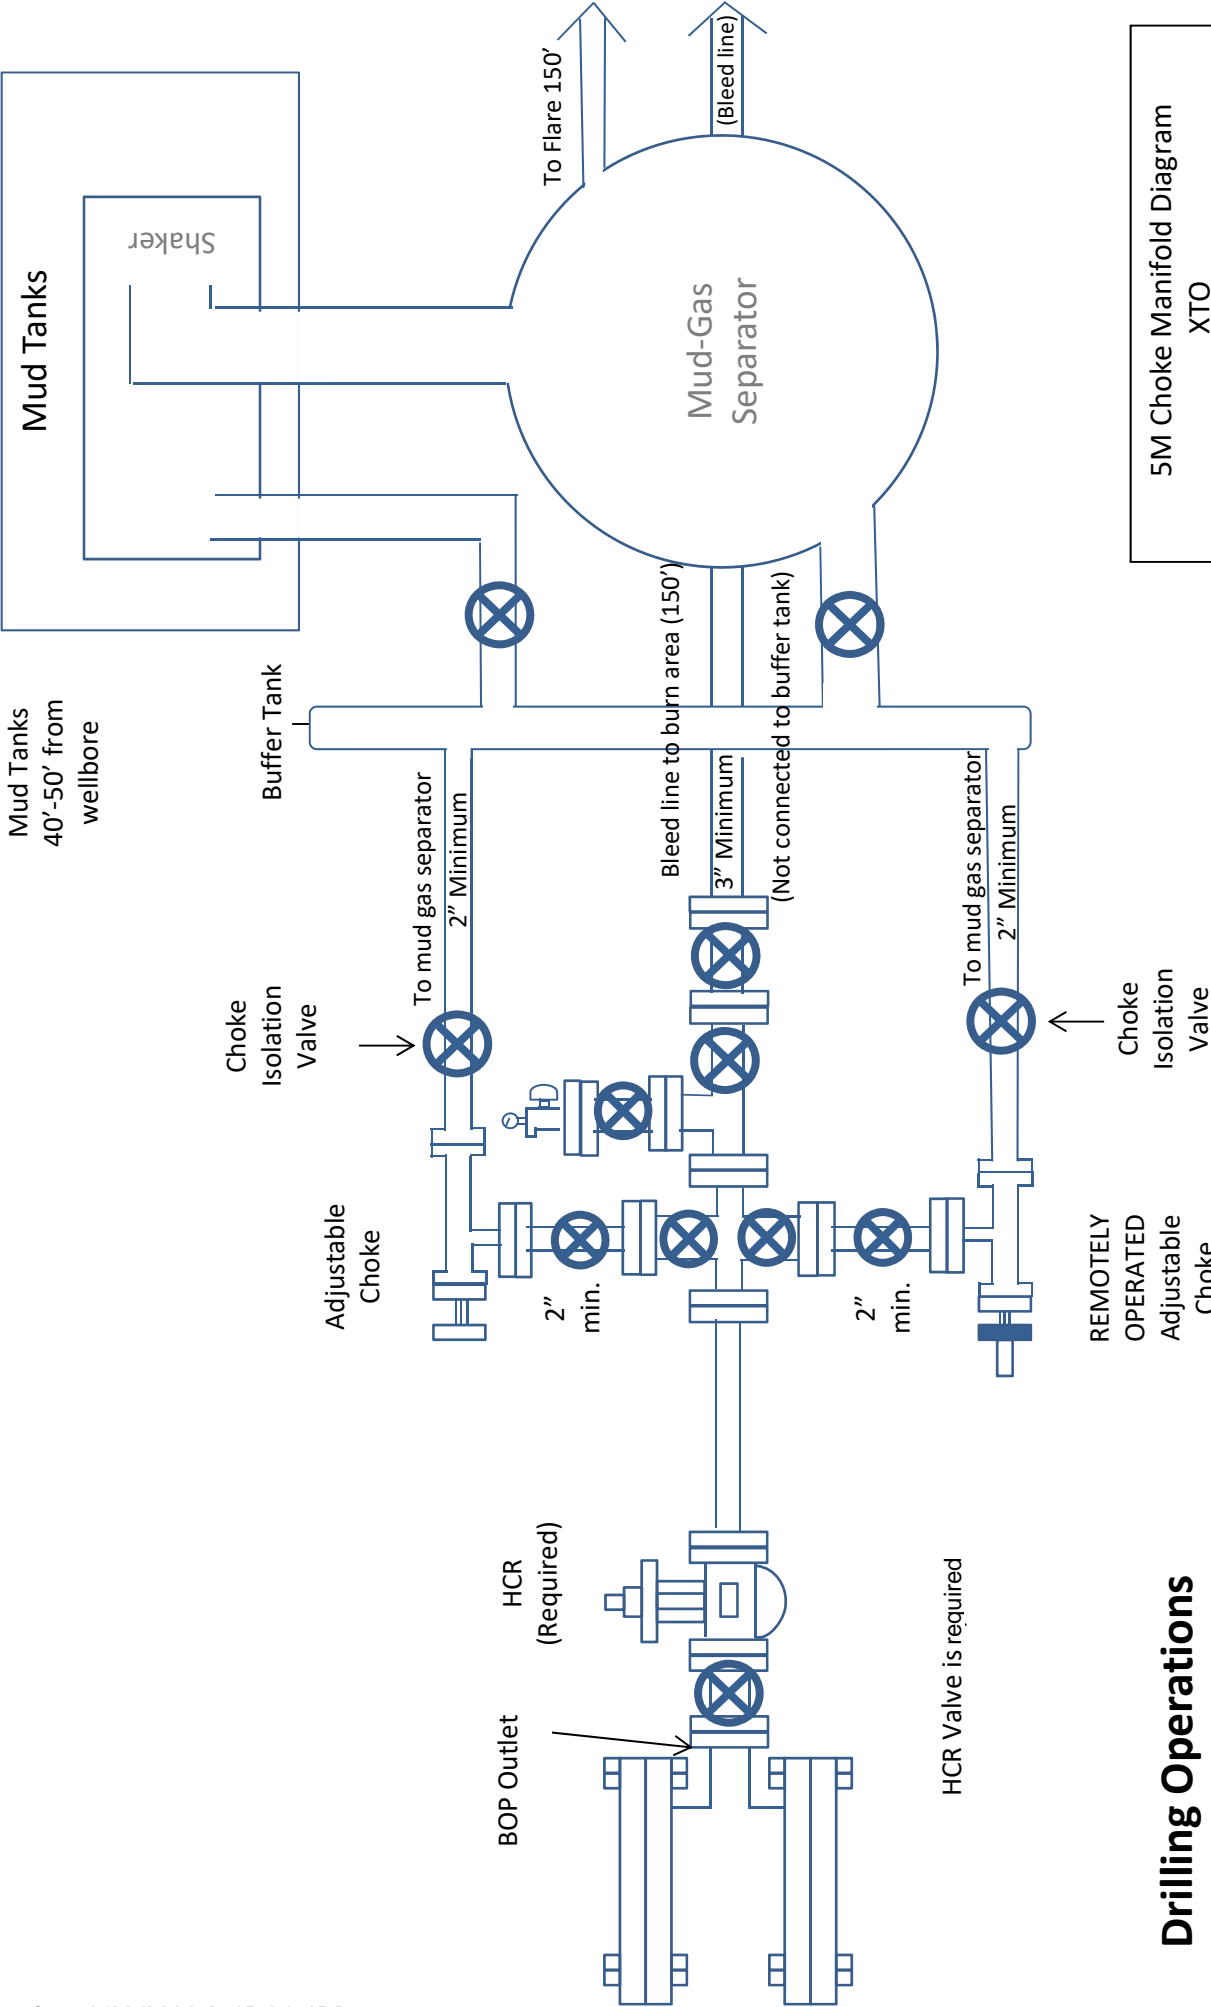 Mud Tanks
40’-50’ from
wellbore
Mud Tanks
Shaker
Buffer Tank
Choke
Isolation
Valve
Adjustable
Choke
To mud gas separator
2” Minimum
To Flare 150’
(Bleed line)
Mud-Gas
Separator
HCR
(Required)
BOP Outlet
2”
min.
Bleed line to burn area (150’)
3” Minimum
(Not connected to buffer tank)
2”
min.
To mud gas separator
2” Minimum
HCR Valve is required
REMOTELY
OPERATED
Adjustable
Choke
Choke
Isolation
Valve
Drilling Operations
5M Choke Manifold Diagram
XTO